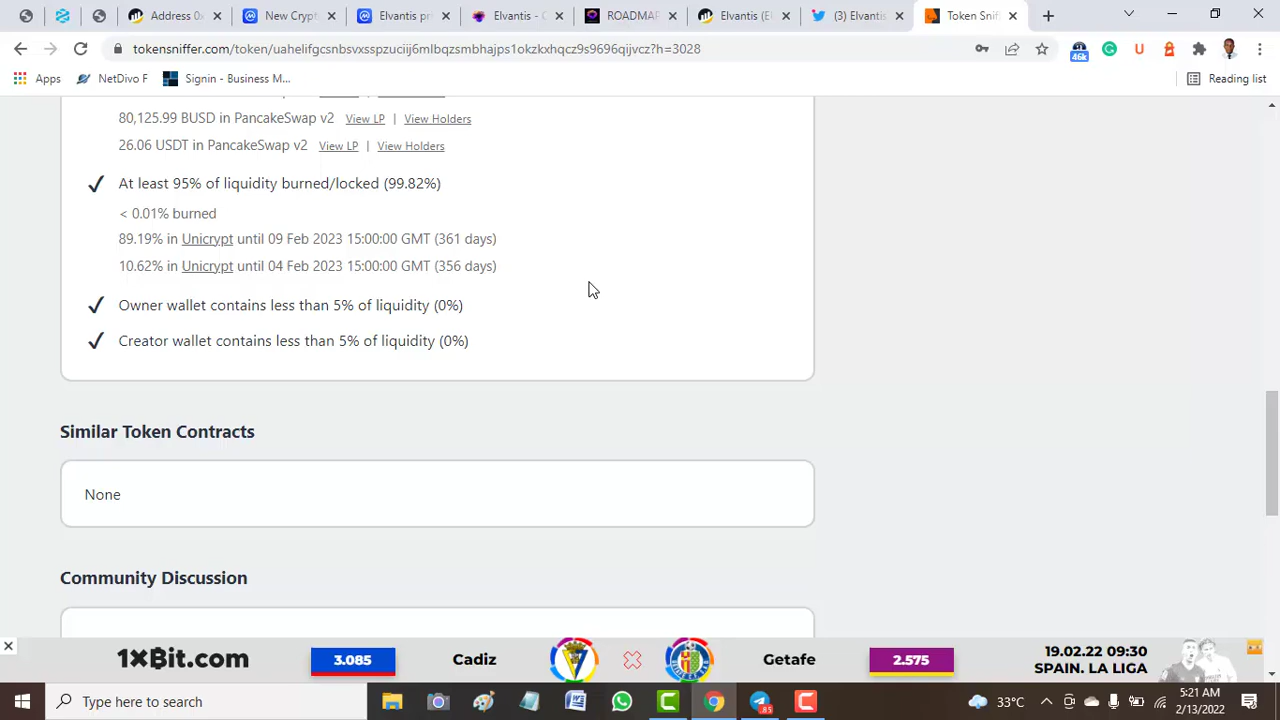 Address 0x
New Crypt
Elvantis pri
Elvantis - C
ROADMAP
Elvantis (E
(3) Elvantis
Token Sniff
tokensniffer.com/token/uahelifgcsnbsvxsspzuciij6mlbqzsmbhajps1okzkxhqcz9s9696qijvcz?h=3028
46k
Apps
NetDivo F
Signin - Business M...
Reading list
80,125.99 BUSD in PancakeSwap v2 View LP | View Holders
26.06 USDT in PancakeSwap v2 View LP | View Holders
At least 95% of liquidity burned/locked (99.82%)
< 0.01% burned
89.19% in Unicrypt until 09 Feb 2023 15:00:00 GMT (361 days)
10.62% in Unicrypt until 04 Feb 2023 15:00:00 GMT (356 days)
Owner wallet contains less than 5% of liquidity (0%)
Creator wallet contains less than 5% of liquidity (0%)
Similar Token Contracts
None
Community Discussion
1XBit.com
3.085
Cadiz
Getafe
2.575
19.02.22 09:30
SPAIN. LA LIGA
Type here to search
33°C
5:21 AM
2/13/2022